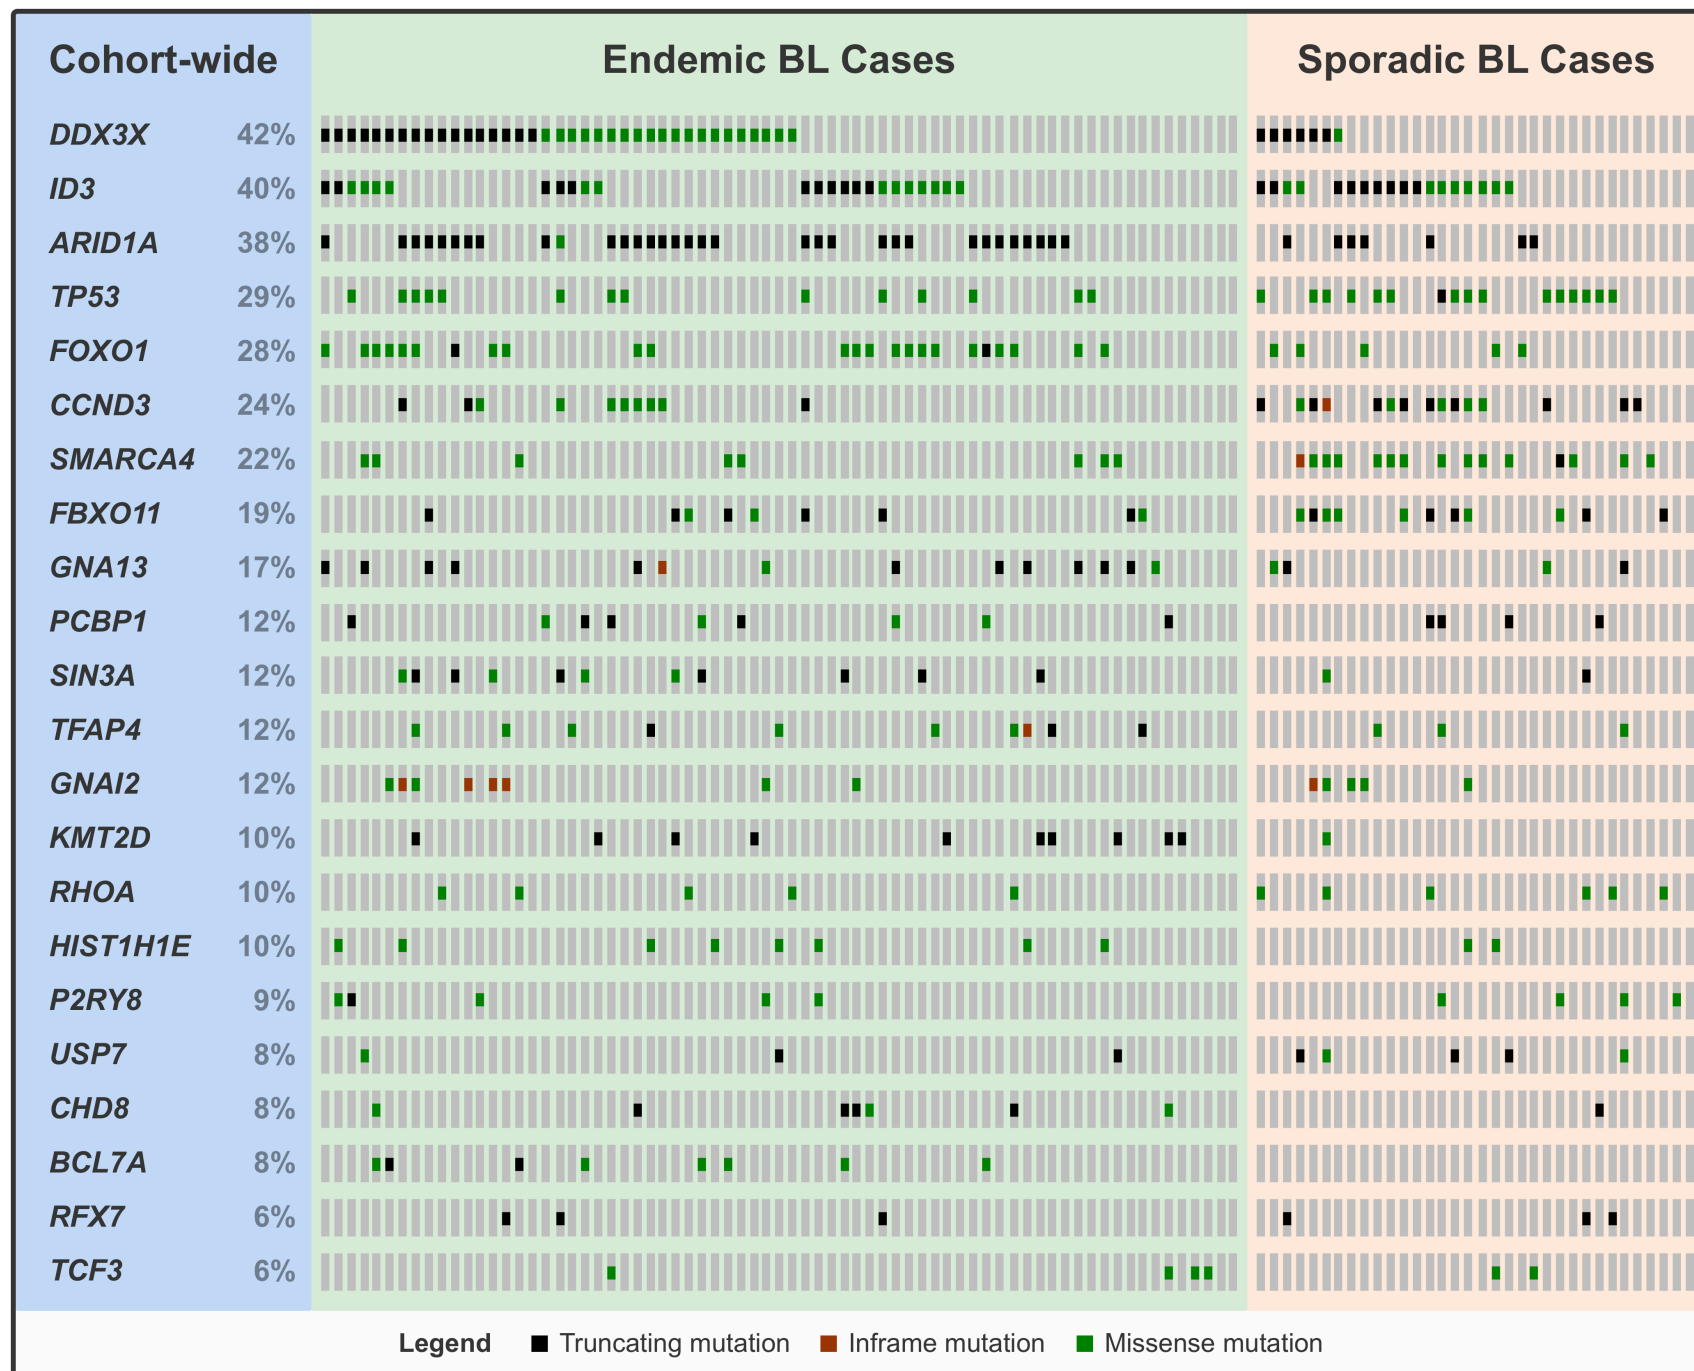 Cohort-wide Endemic BL Cases Sporadic BL Cases
DDX3X 42%
ID3 40%
ARID1A 38%
TP53 29%
FOXO1 28%
CCND3 24%
SMARCA4 22%
FBXO11 19%
GNA13 17%
PCBP1 12%
SIN3A 12%
TFAP4 12%
GNAI2 12%
KMT2D 10%
RHOA 10%
HIST1H1E 10%
P2RY8 9%
USP7 8%
CHD8 8%
BCL7A 8%
RFX7 6%
TCF3 6%
Legend Truncating mutation Inframe mutation Missense mutation